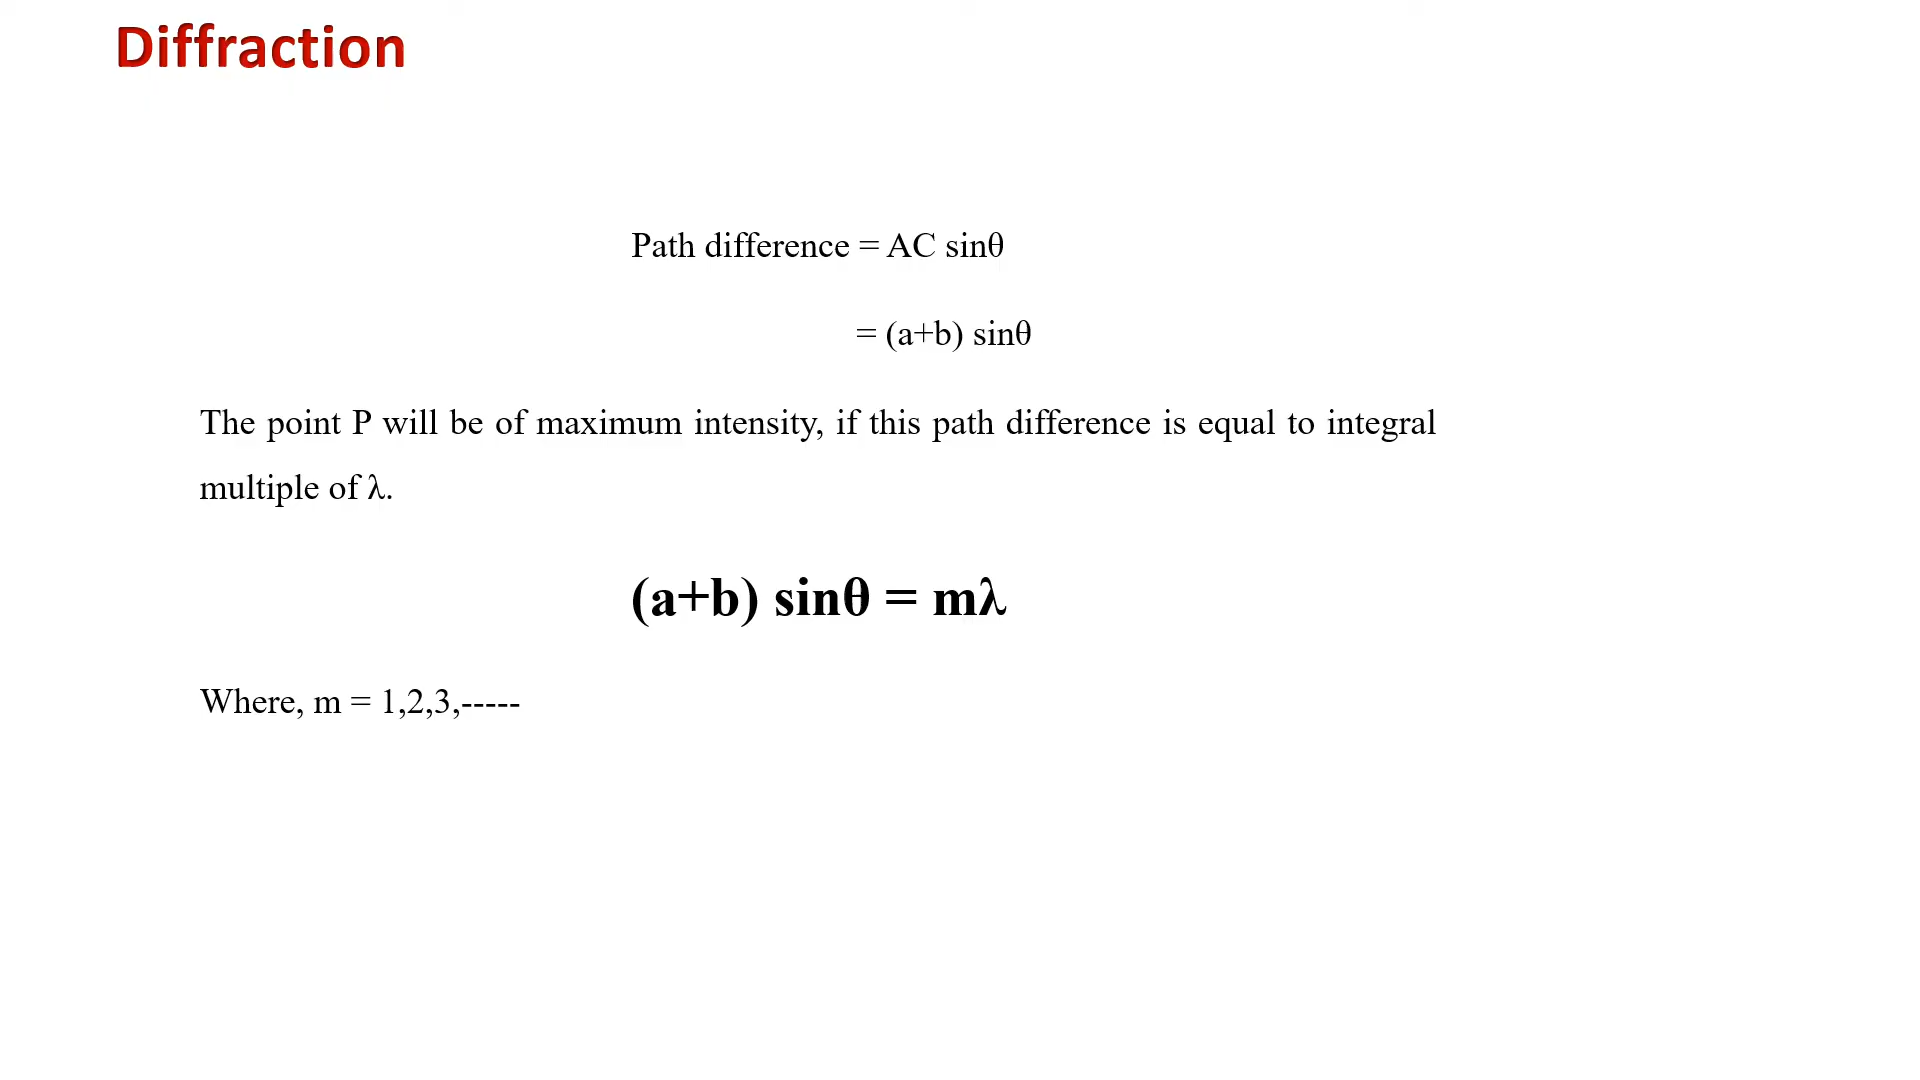 Diffraction
Path difference = AC sinθ
= (a+b) sinθ
The point P will be of maximum intensity, if this path difference is equal to integral
multiple of λ.
(a+b) sinθ = mλ
Where, m = 1,2,3,-----